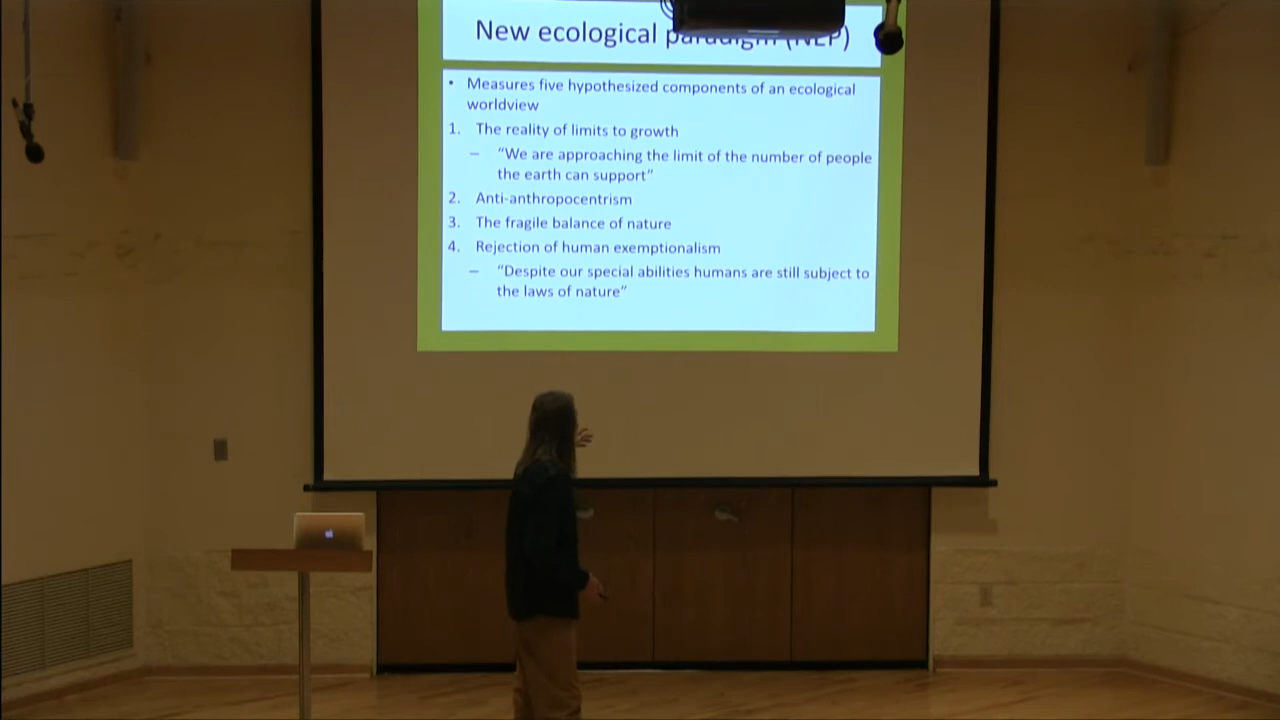 New ecological paradigm (NEP)
• Measures five hypothesized components of an ecological
worldview
1. The reality of limits to growth
– “We are approaching the limit of the number of people
the earth can support”
2. Anti-anthropocentrism
3. The fragile balance of nature
4. Rejection of human exemptionalism
– “Despite our special abilities humans are still subject to
the laws of nature”